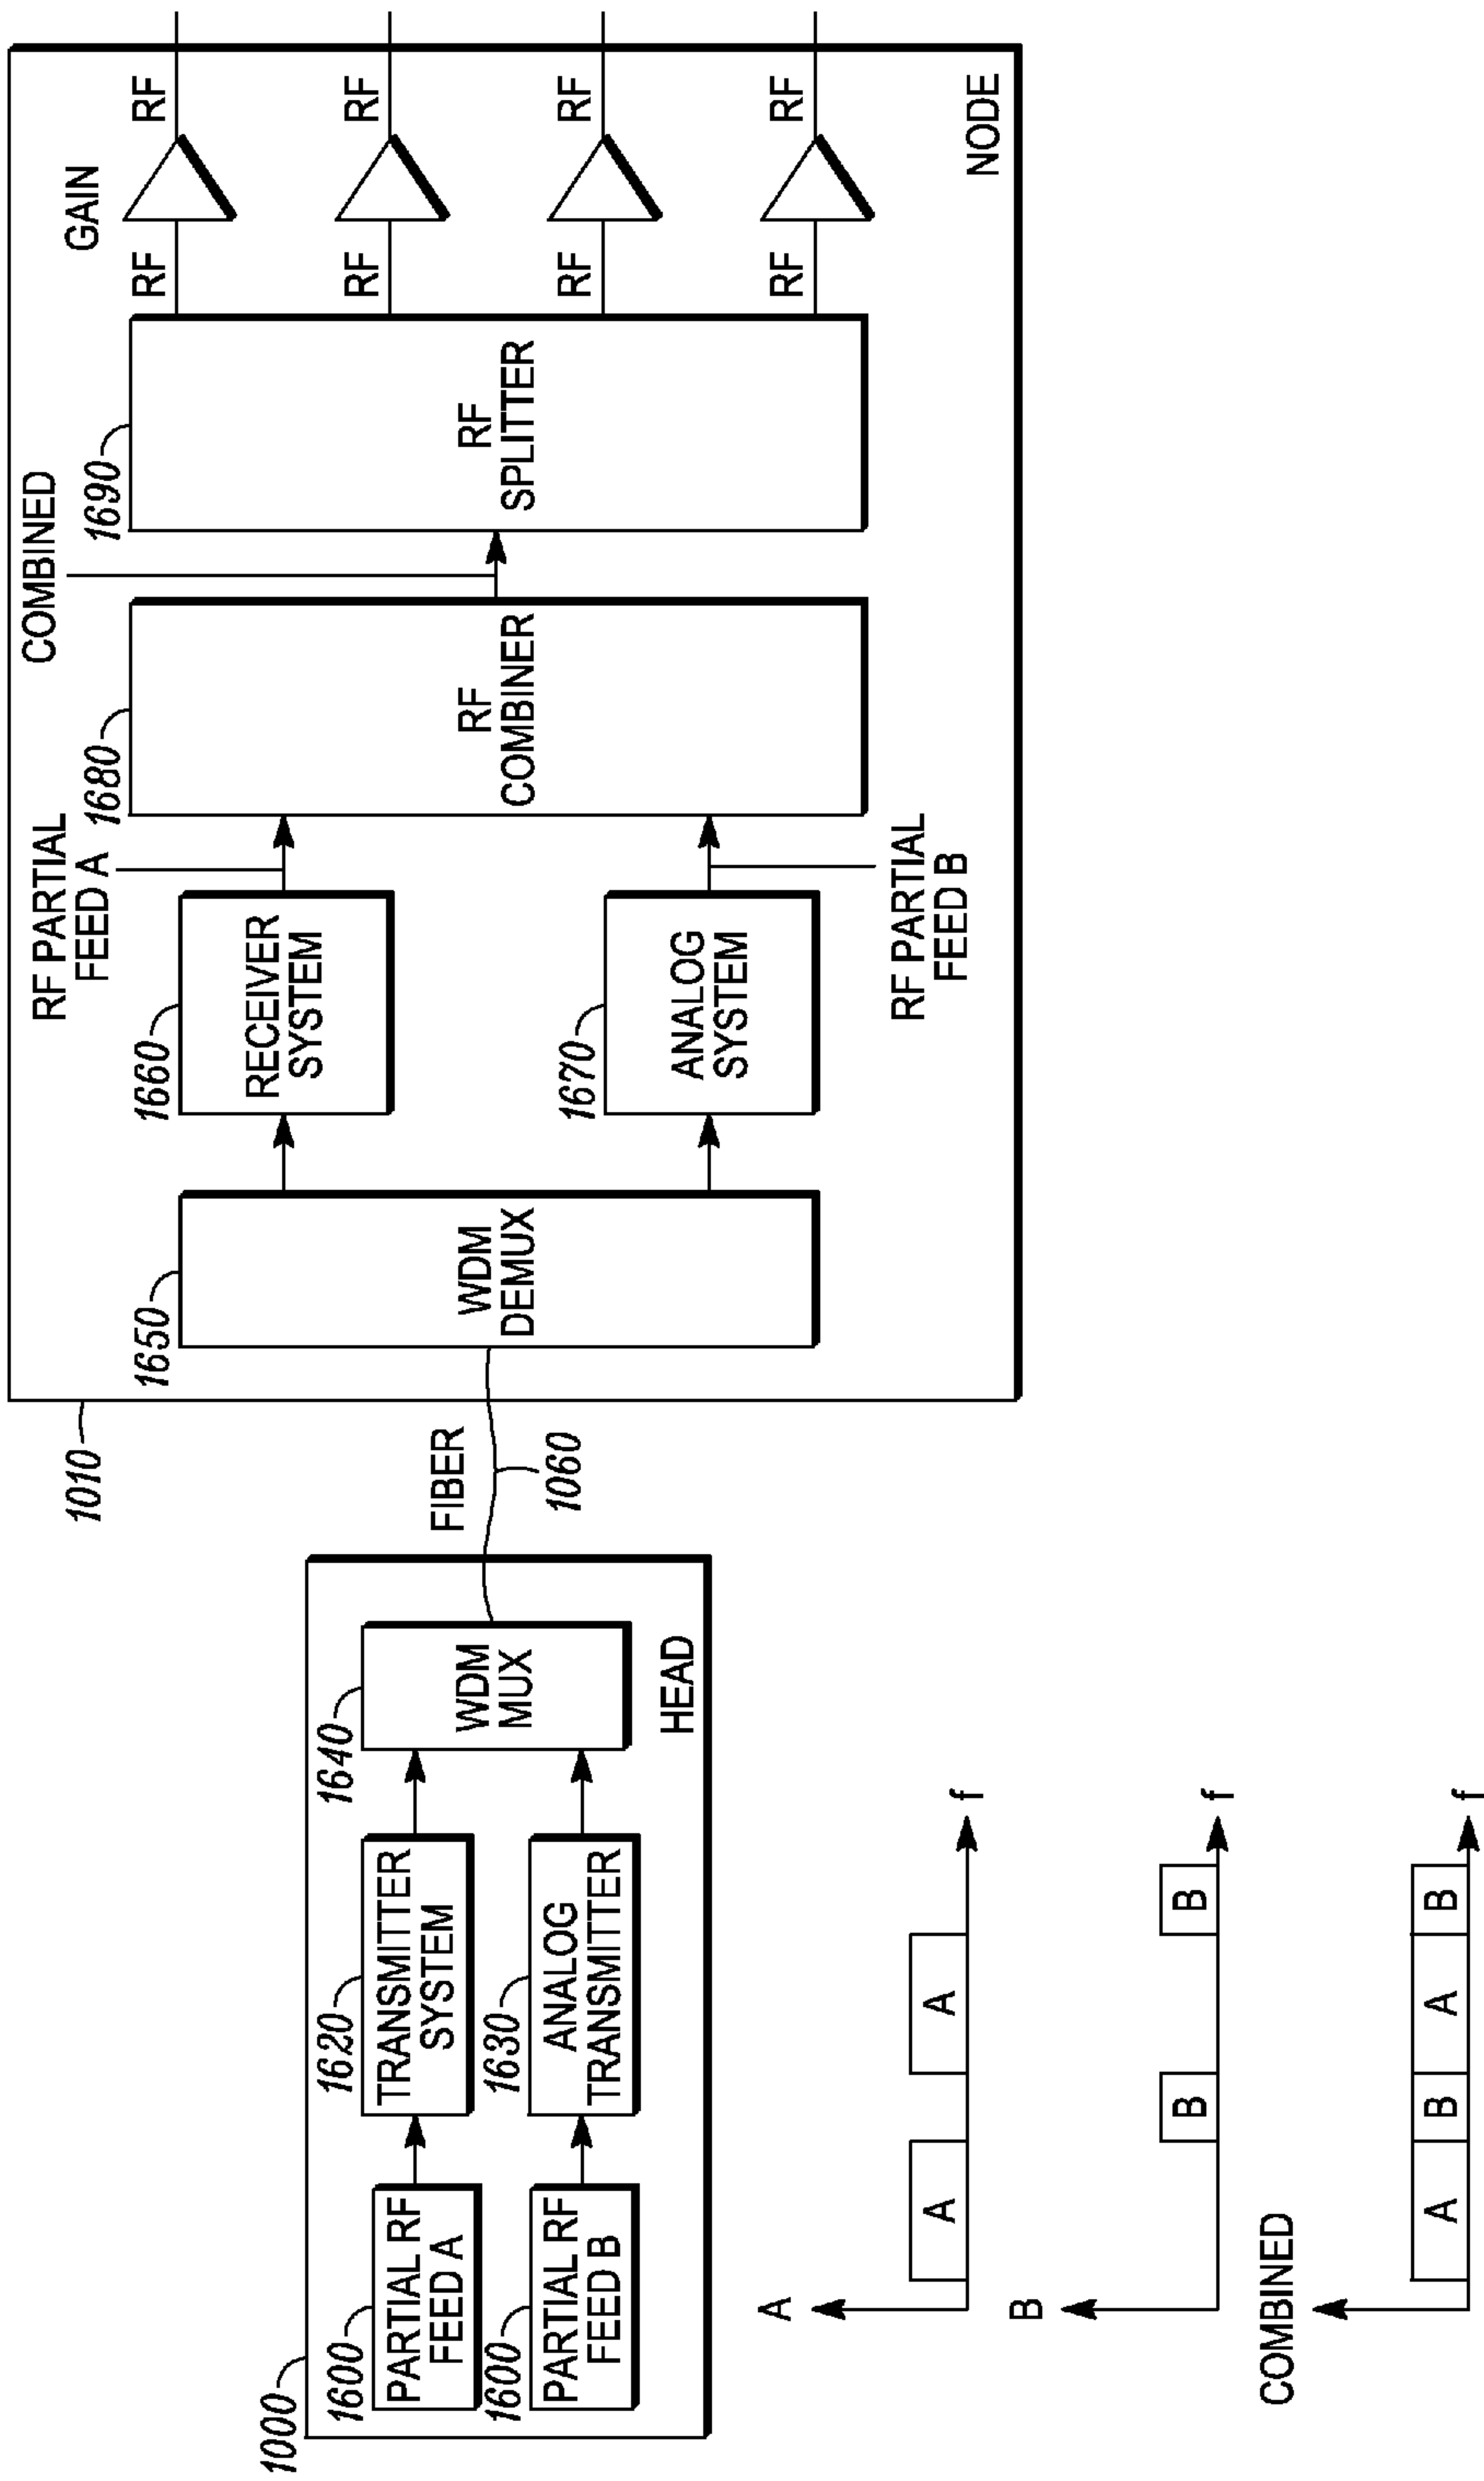 1000
1600
PARTIAL RF
FEED A
1600
PARTIAL RF
FEED B
1620
TRANSMITTER
SYSTEM
1630
ANALOG
TRANSMITTER
1640
WDM
MUX
HEAD
FIBER
1060
1010
1650
WDM
DEMUX
1660
RECEIVER
SYSTEM
1670
ANALOG
SYSTEM
RF PARTIAL
FEED A
RF PARTIAL
FEED B
1680
RF
COMBINER
COMBINED
1690
RF
SPLITTER
GAIN
RF
RF
RF
RF
RF
RF
RF
RF
NODE
A
A
A
f
B
B
B
f
COMBINED
A
B
A
B
f